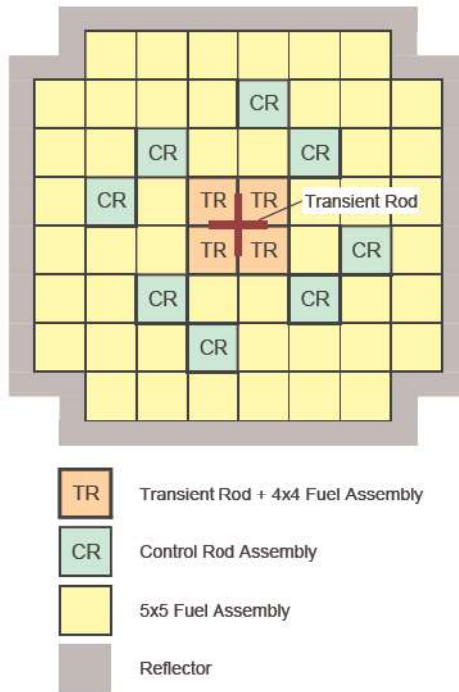 CR
CR CR
CR TR TR Transient Rod
TR TR CR
CR CR
CR
TR Transient Rod + 4x4 Fuel Assembly
CR Control Rod Assembly
5x5 Fuel Assembly
Reflector